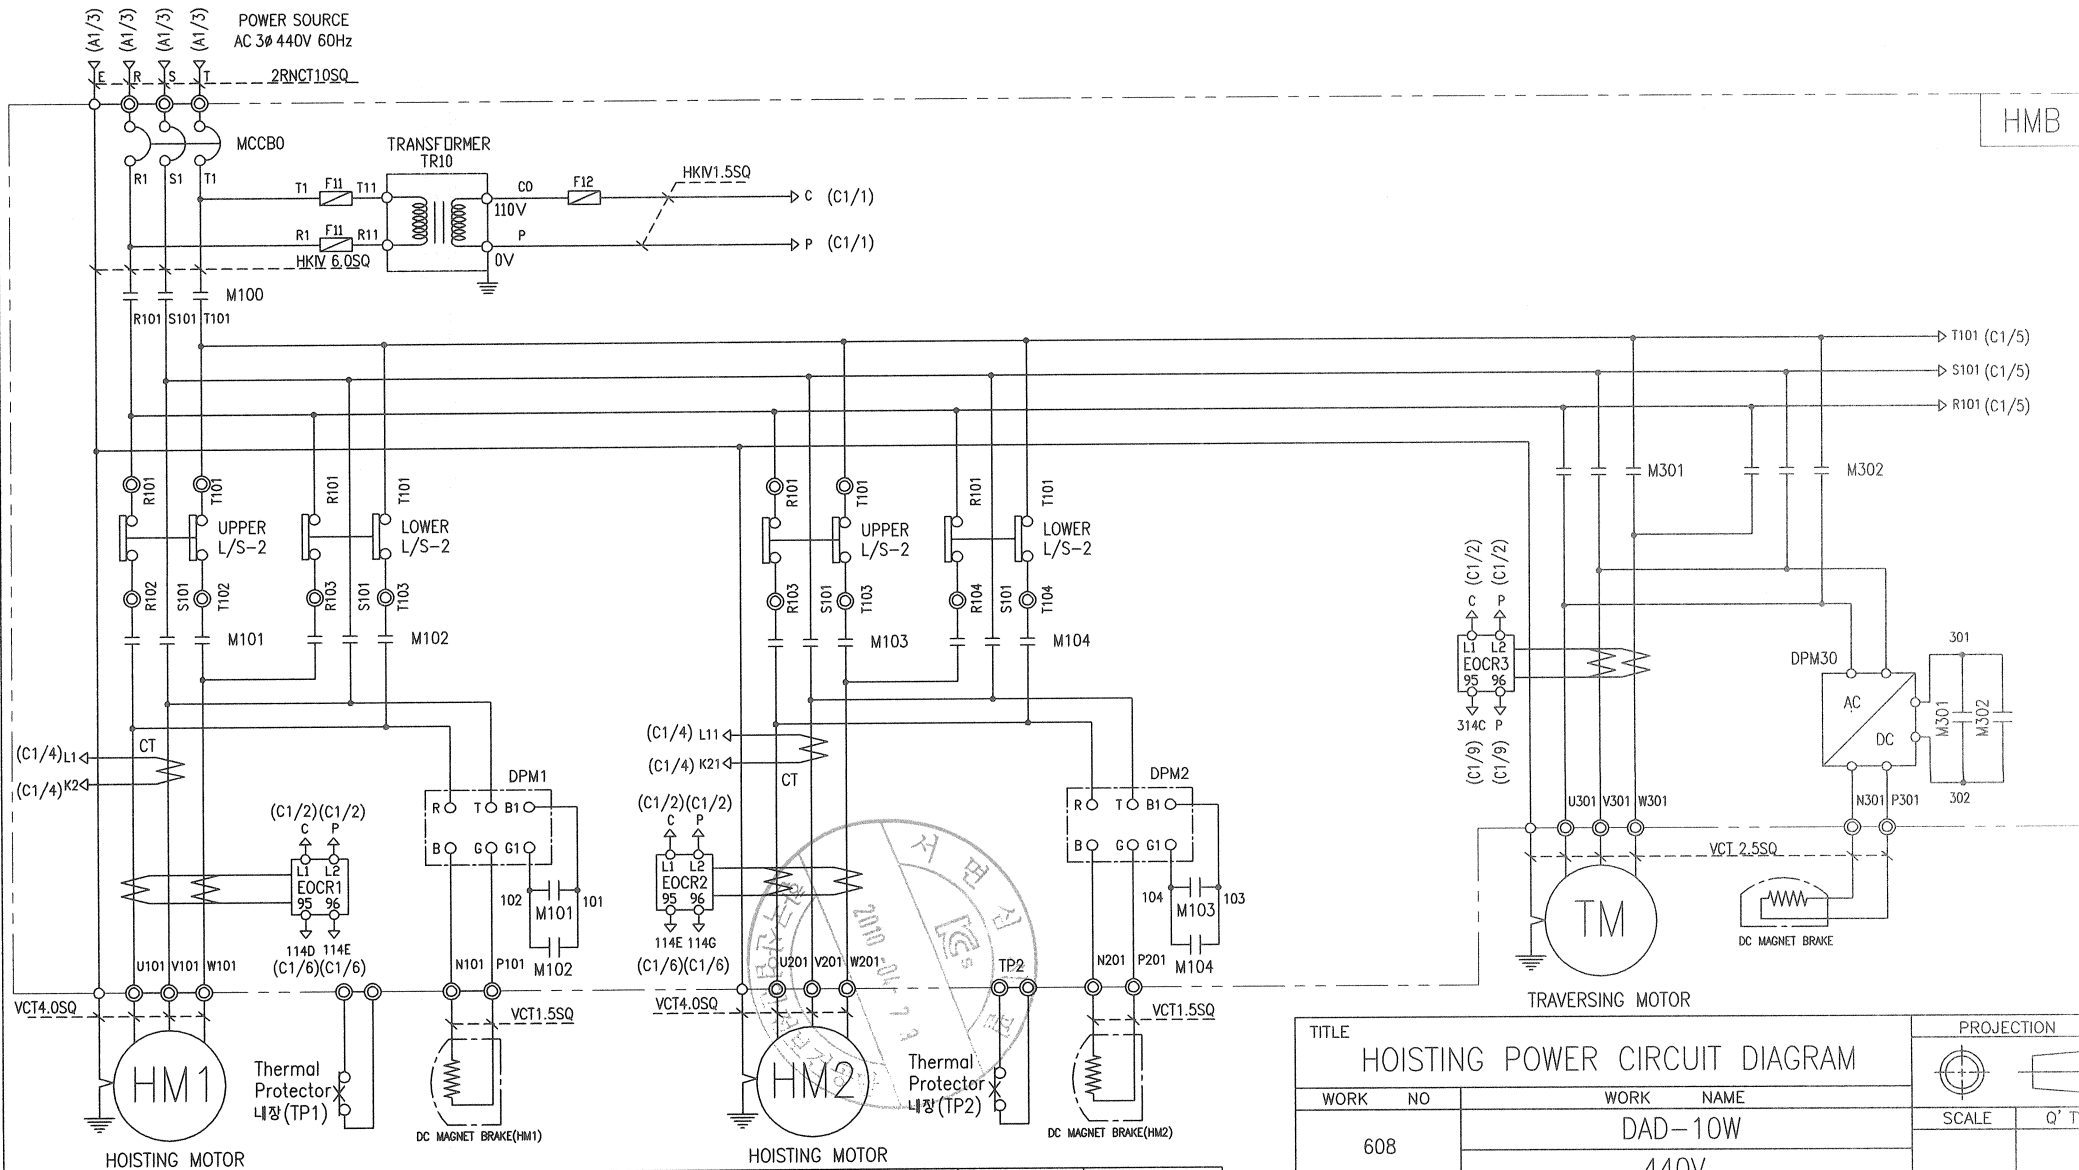 (A1/3) (A1/3) (A1/3) (A1/3)
POWER SOURCE
AC 3ø 440V 60Hz
E R S T
2RNCT10SQ
HMB
MCCB0
R1 S1 T1
TRANSFORMER
TR10
T1 F11 T11
R1 F11 R11
HKIV 6.0SQ
C0
110V
F12
P
0V
HKIV1.5SQ
C (C1/1)
P (C1/1)
M100
R101 S101 T101
T101 (C1/5)
S101 (C1/5)
R101 (C1/5)
R101 T101
UPPER
L/S-2
R102 S101 T102
M101
R101 T101
LOWER
L/S-2
R103 S101 T103
M102
R101 T101
UPPER
L/S-2
R103 S101 T103
M103
R101 T101
LOWER
L/S-2
R104 S101 T104
M104
M301
M302
(C1/4) L1
(C1/4) K2
CT
(C1/2)(C1/2)
C P
L1 L2
EOCR1
95 96
114D 114E
(C1/6)(C1/6)
DPM1
R T B1
B G G1
102 101
M101
M102
U101 V101 W101
N101 P101
VCT4.0SQ
VCT1.5SQ
HM1
HOISTING MOTOR
Thermal
Protector
내장(TP1)
DC MAGNET BRAKE(HM1)
(C1/4) L11
(C1/4) K21
CT
(C1/2)(C1/2)
C P
L1 L2
EOCR2
95 96
114E 114G
(C1/6)(C1/6)
DPM2
R T B1
B G G1
104 103
M103
M104
U201 V201 W201
TP2
N201 P201
VCT4.0SQ
VCT1.5SQ
HM2
HOISTING MOTOR
Thermal
Protector
내장(TP2)
DC MAGNET BRAKE(HM2)
KGs
(C1/2) (C1/2)
C P
L1 L2
EOCR3
95 96
314C P
(C1/9) (C1/9)
DPM30
AC
DC
301
M301 M302
302
U301 V301 W301
N301 P301
VCT 2.5SQ
TM
TRAVERSING MOTOR
DC MAGNET BRAKE
TITLE
HOISTING POWER CIRCUIT DIAGRAM
PROJECTION
WORK NO
WORK NAME
608
DAD-10W
440V
SCALE
Q' T